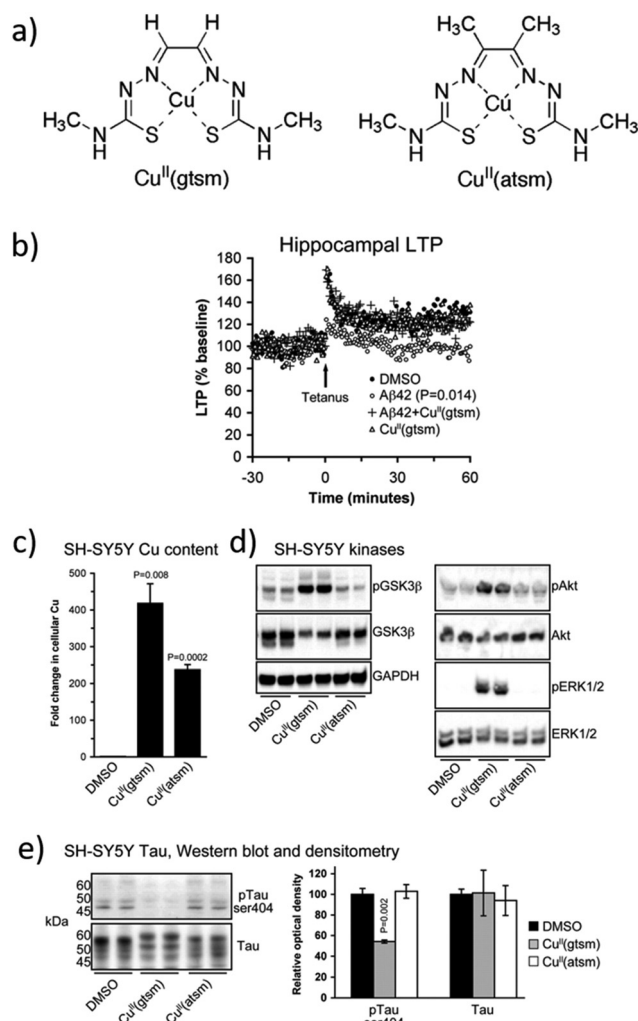 a)
H H
N N
N N
Cu
H3C N S S N CH3
H H
Cuᴵᴵ(gtsm)
H3C CH3
N N
N N
Cu
H3C N S S N CH3
H H
Cuᴵᴵ(atsm)
b)
Hippocampal LTP
LTP (% baseline)
180
160
140
120
100
80
60
40
20
0
Tetanus
DMSO
Aβ42 (P=0.014)
Aβ42+Cuᴵᴵ(gtsm)
Cuᴵᴵ(gtsm)
-30 0 30 60
Time (minutes)
c) SH-SY5Y Cu content
Fold change in cellular Cu
500
400
300
200
100
0
P=0.008
P=0.0002
DMSO
Cuᴵᴵ(gtsm)
Cuᴵᴵ(atsm)
d) SH-SY5Y kinases
pGSK3β
GSK3β
GAPDH
DMSO
Cuᴵᴵ(gtsm)
Cuᴵᴵ(atsm)
pAkt
Akt
pERK1/2
ERK1/2
DMSO
Cuᴵᴵ(gtsm)
Cuᴵᴵ(atsm)
e) SH-SY5Y Tau, Western blot and densitometry
kDa
60
50
45
pTau
ser404
60
50
45
Tau
DMSO
Cuᴵᴵ(gtsm)
Cuᴵᴵ(atsm)
Relative optical density
120
100
80
60
40
20
0
P=0.002
DMSO
Cuᴵᴵ(gtsm)
Cuᴵᴵ(atsm)
pTau
ser404
Tau